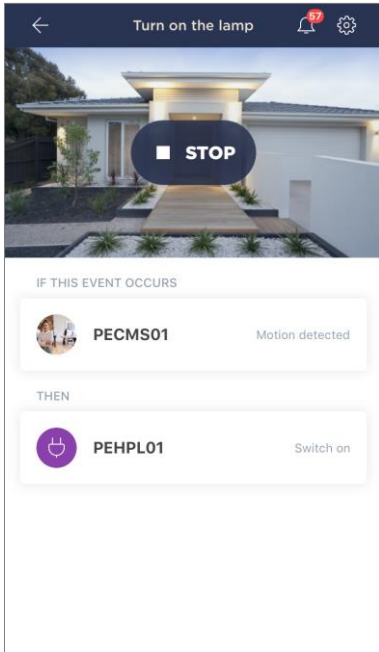 Turn on the lamp
57
STOP
IF THIS EVENT OCCURS
PECMS01 Motion detected
THEN
PEHPL01 Switch on